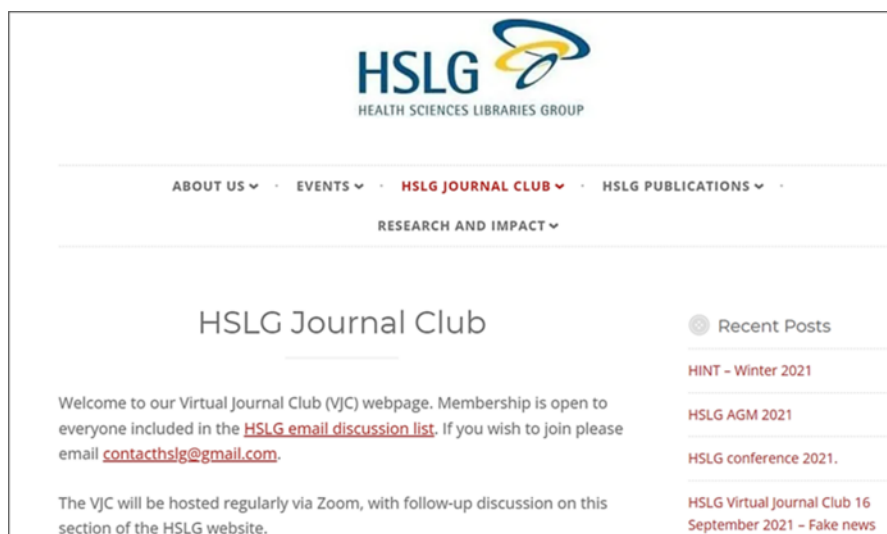 HSLG
HEALTH SCIENCES LIBRARIES GROUP
ABOUT US · EVENTS · HSLG JOURNAL CLUB · HSLG PUBLICATIONS ·
RESEARCH AND IMPACT
HSLG Journal Club
Welcome to our Virtual Journal Club (VJC) webpage. Membership is open to
everyone included in the HSLG email discussion list. If you wish to join please
email contacthslg@gmail.com.
The VJC will be hosted regularly via Zoom, with follow-up discussion on this
section of the HSLG website.
Recent Posts
HINT – Winter 2021
HSLG AGM 2021
HSLG conference 2021.
HSLG Virtual Journal Club 16
September 2021 – Fake news